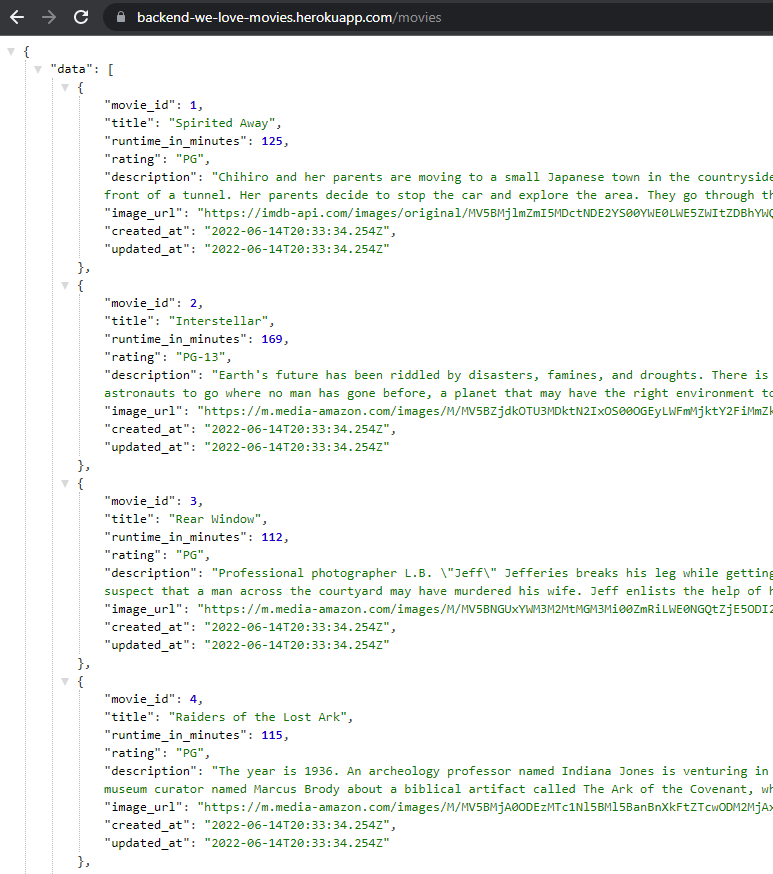 backend-we-love-movies.herokuapp.com/movies
{
"data": [
{
"movie_id": 1,
"title": "Spirited Away",
"runtime_in_minutes": 125,
"rating": "PG",
"description": "Chihiro and her parents are moving to a small Japanese town in the countryside
front of a tunnel. Her parents decide to stop the car and explore the area. They go through th
"image_url": "https://imdb-api.com/images/original/MV5BMjlmZmI5MDctNDE2YS00YWE0LWE5ZWItZDBhYWQ
"created_at": "2022-06-14T20:33:34.254Z",
"updated_at": "2022-06-14T20:33:34.254Z"
},
{
"movie_id": 2,
"title": "Interstellar",
"runtime_in_minutes": 169,
"rating": "PG-13",
"description": "Earth's future has been riddled by disasters, famines, and droughts. There is
astronauts to go where no man has gone before, a planet that may have the right environment to
"image_url": "https://m.media-amazon.com/images/M/MV5BZjdkOTU3MDktN2IxOS00OGEyLWFmMjktY2FiMmZk
"created_at": "2022-06-14T20:33:34.254Z",
"updated_at": "2022-06-14T20:33:34.254Z"
},
{
"movie_id": 3,
"title": "Rear Window",
"runtime_in_minutes": 112,
"rating": "PG",
"description": "Professional photographer L.B. \"Jeff\" Jefferies breaks his leg while getting
suspect that a man across the courtyard may have murdered his wife. Jeff enlists the help of h
"image_url": "https://m.media-amazon.com/images/M/MV5BNGUxYWM3M2MtMGM3Mi00ZmRiLWE0NGQtZjE5ODI2
"created_at": "2022-06-14T20:33:34.254Z",
"updated_at": "2022-06-14T20:33:34.254Z"
},
{
"movie_id": 4,
"title": "Raiders of the Lost Ark",
"runtime_in_minutes": 115,
"rating": "PG",
"description": "The year is 1936. An archeology professor named Indiana Jones is venturing in
museum curator named Marcus Brody about a biblical artifact called The Ark of the Covenant, wh
"image_url": "https://m.media-amazon.com/images/M/MV5BMjA0ODEzMTc1Nl5BMl5BanBnXkFtZTcwODM2MjAx
"created_at": "2022-06-14T20:33:34.254Z",
"updated_at": "2022-06-14T20:33:34.254Z"
},